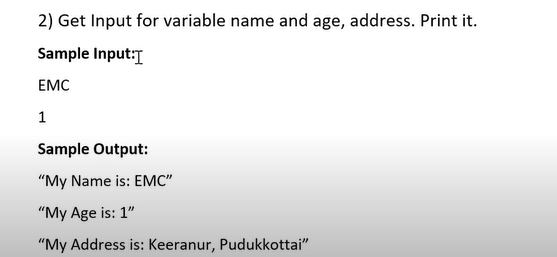 2) Get Input for variable name and age, address. Print it.
Sample Input:
EMC
1
Sample Output:
“My Name is: EMC”
“My Age is: 1”
“My Address is: Keeranur, Pudukkottai”